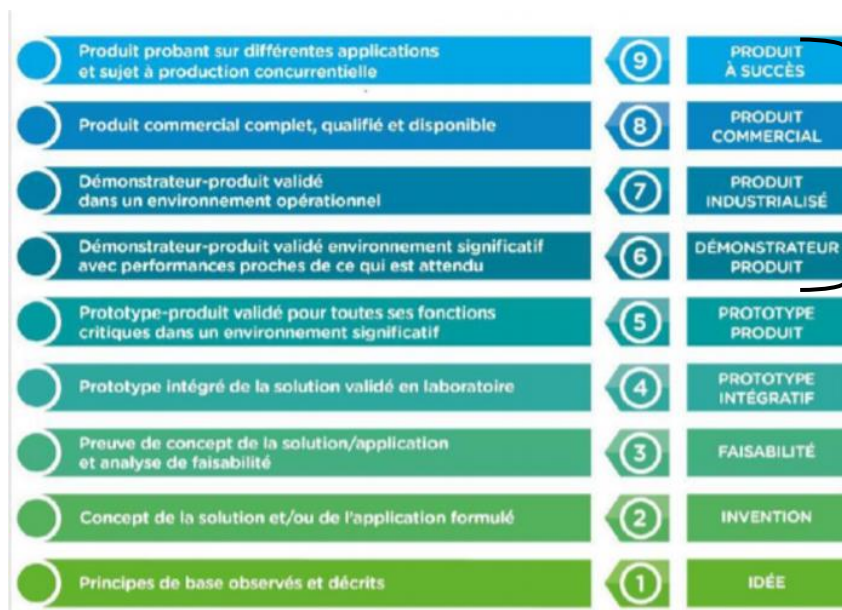 Produit probant sur différentes applications
et sujet à production concurrentielle
9
PRODUIT
À SUCCÈS
Produit commercial complet, qualifié et disponible
8
PRODUIT
COMMERCIAL
Démonstrateur-produit validé
dans un environnement opérationnel
7
PRODUIT
INDUSTRIALISÉ
Démonstrateur-produit validé environnement significatif
avec performances proches de ce qui est attendu
6
DÉMONSTRATEUR
PRODUIT
Prototype-produit validé pour toutes ses fonctions
critiques dans un environnement significatif
5
PROTOTYPE
PRODUIT
Prototype intégré de la solution validé en laboratoire
4
PROTOTYPE
INTÉGRATIF
Preuve de concept de la solution/application
et analyse de faisabilité
3
FAISABILITÉ
Concept de la solution et/ou de l'application formulé
2
INVENTION
Principes de base observés et décrits
1
IDÉE